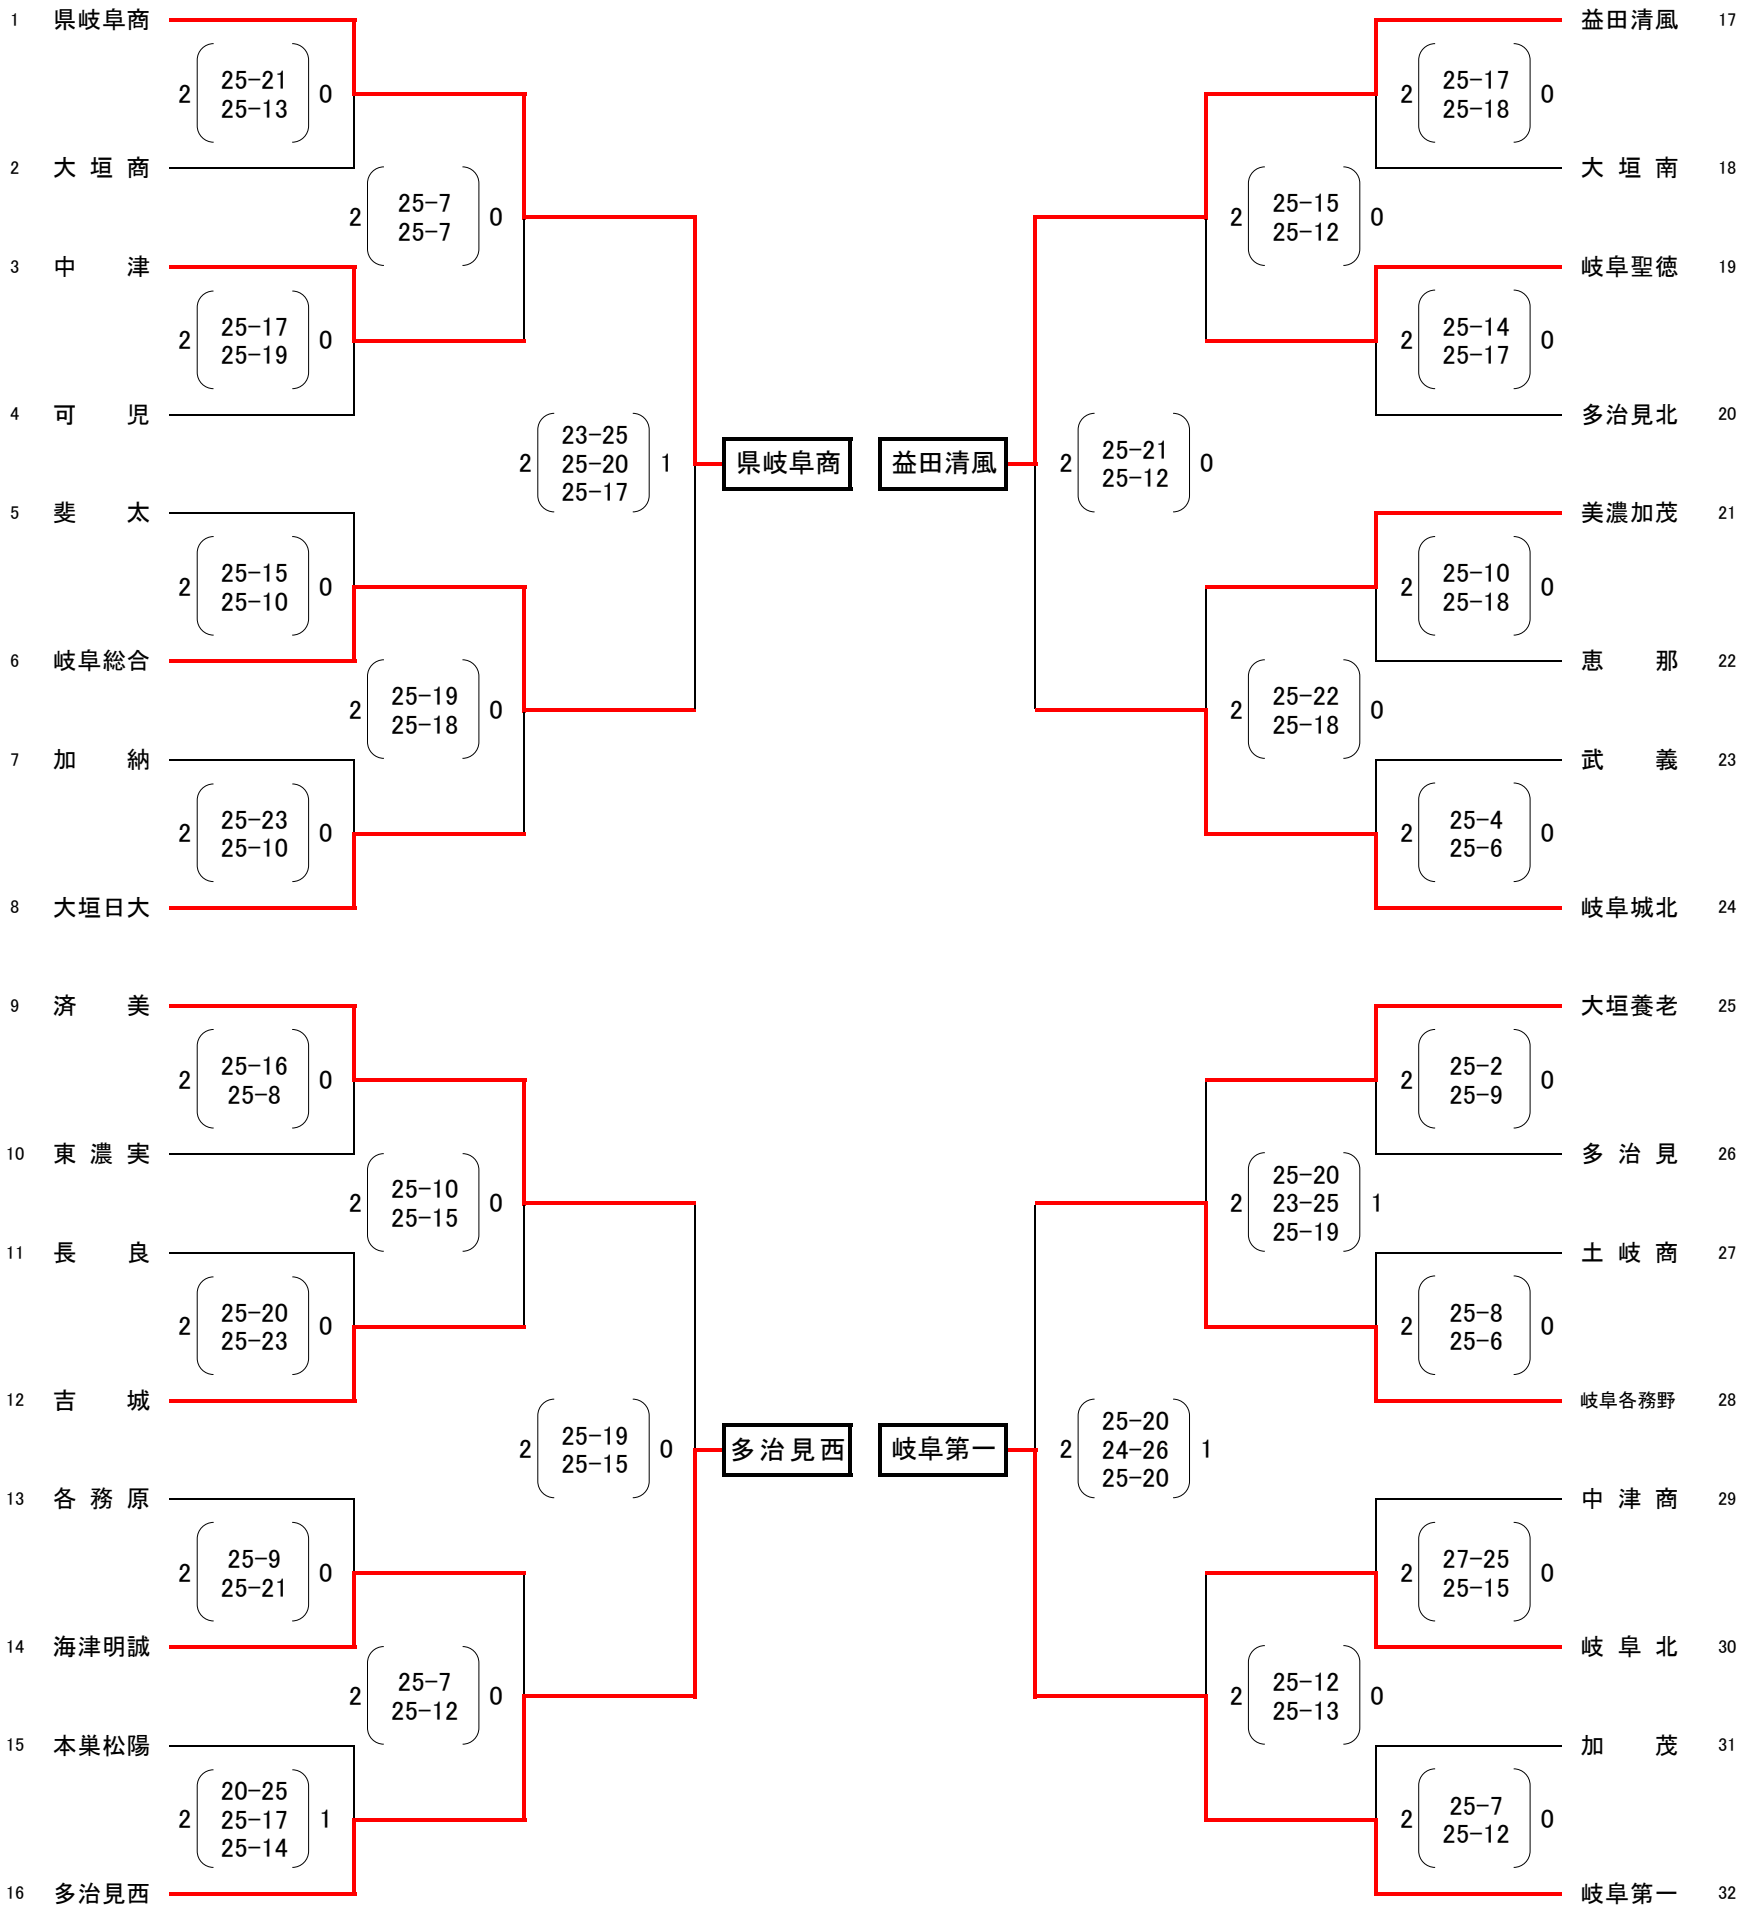 1 県岐阜商
2 25-21 0
25-13
2 大垣商
2 25-7 0
25-7
3 中津
2 25-17 0
25-19
4 可児
2 23-25 1
25-20
25-17
県岐阜商
5 斐太
2 25-15 0
25-10
6 岐阜総合
2 25-19 0
25-18
7 加納
2 25-23 0
25-10
8 大垣日大
9 済美
2 25-16 0
25-8
10 東濃実
2 25-10 0
25-15
11 長良
2 25-20 0
25-23
12 吉城
2 25-19 0
25-15
多治見西
13 各務原
2 25-9 0
25-21
14 海津明誠
2 25-7 0
25-12
15 本巣松陽
2 20-25 1
25-17
25-14
16 多治見西
益田清風 17
2 25-17 0
25-18
大垣南 18
2 25-15 0
25-12
岐阜聖徳 19
2 25-14 0
25-17
多治見北 20
益田清風
2 25-21 0
25-12
美濃加茂 21
2 25-10 0
25-18
恵那 22
2 25-22 0
25-18
武義 23
2 25-4 0
25-6
岐阜城北 24
大垣養老 25
2 25-2 0
25-9
多治見 26
2 25-20 1
23-25
25-19
土岐商 27
2 25-8 0
25-6
岐阜各務野 28
岐阜第一
2 25-20 1
24-26
25-20
中津商 29
2 27-25 0
25-15
岐阜北 30
2 25-12 0
25-13
加茂 31
2 25-7 0
25-12
岐阜第一 32